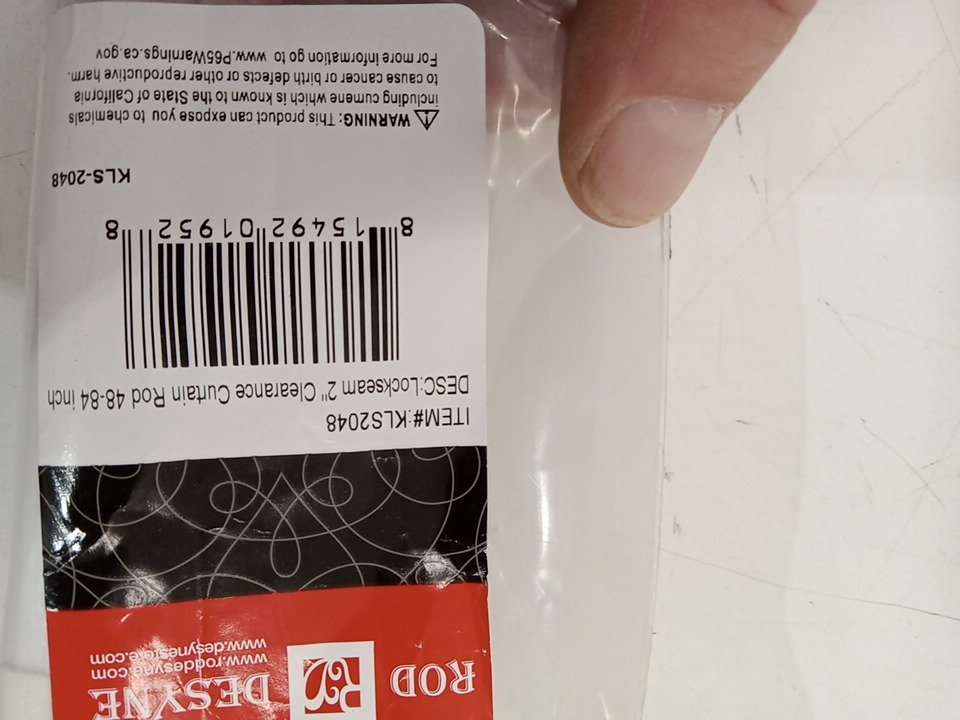 ROD DESYNE
www.roddesyne.com
www.desynestore.com
ITEM#:KLS2048
DESC:Lockseam 2" Clearance Curtain Rod 48-84 inch
8 15492 01952 8
KLS-2048
WARNING: This product can expose you to chemicals
including cumene which is known to the State of California
to cause cancer or birth defects or other reproductive harm.
For more information go to www.P65Warnings.ca.gov